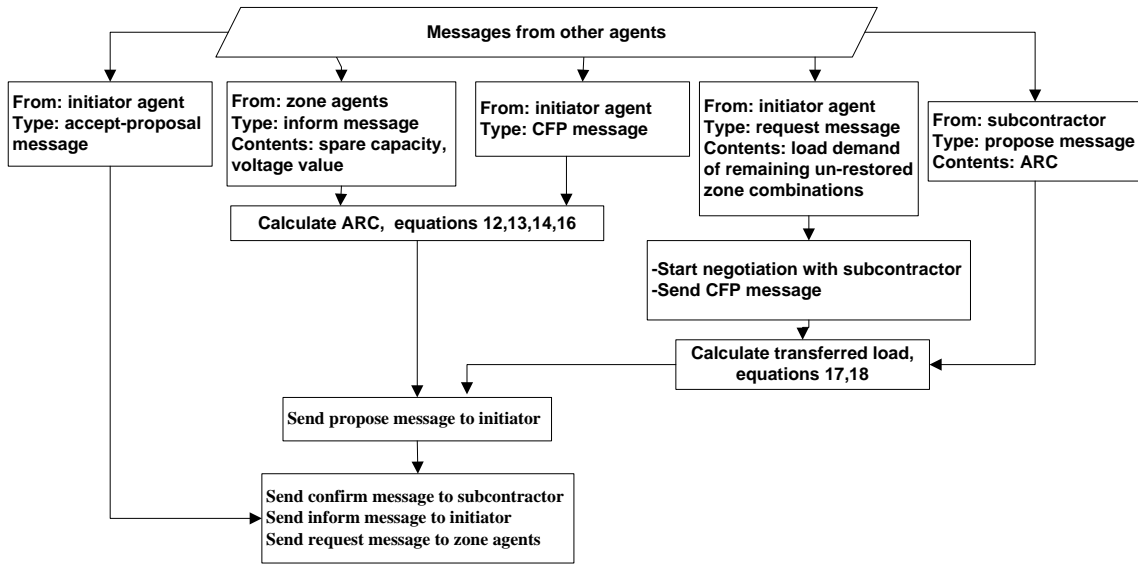 Messages from other agents
From: initiator agent
Type: accept-proposal
message
From: zone agents
Type: inform message
Contents: spare capacity,
voltage value
From: initiator agent
Type: CFP message
From: initiator agent
Type: request message
Contents: load demand
of remaining un-restored
zone combinations
From: subcontractor
Type: propose message
Contents: ARC
Calculate ARC,  equations 12,13,14,16
-Start negotiation with subcontractor
-Send CFP message
Calculate transferred load,
equations 17,18
Send propose message to initiator
Send confirm message to subcontractor
Send inform message to initiator
Send request message to zone agents